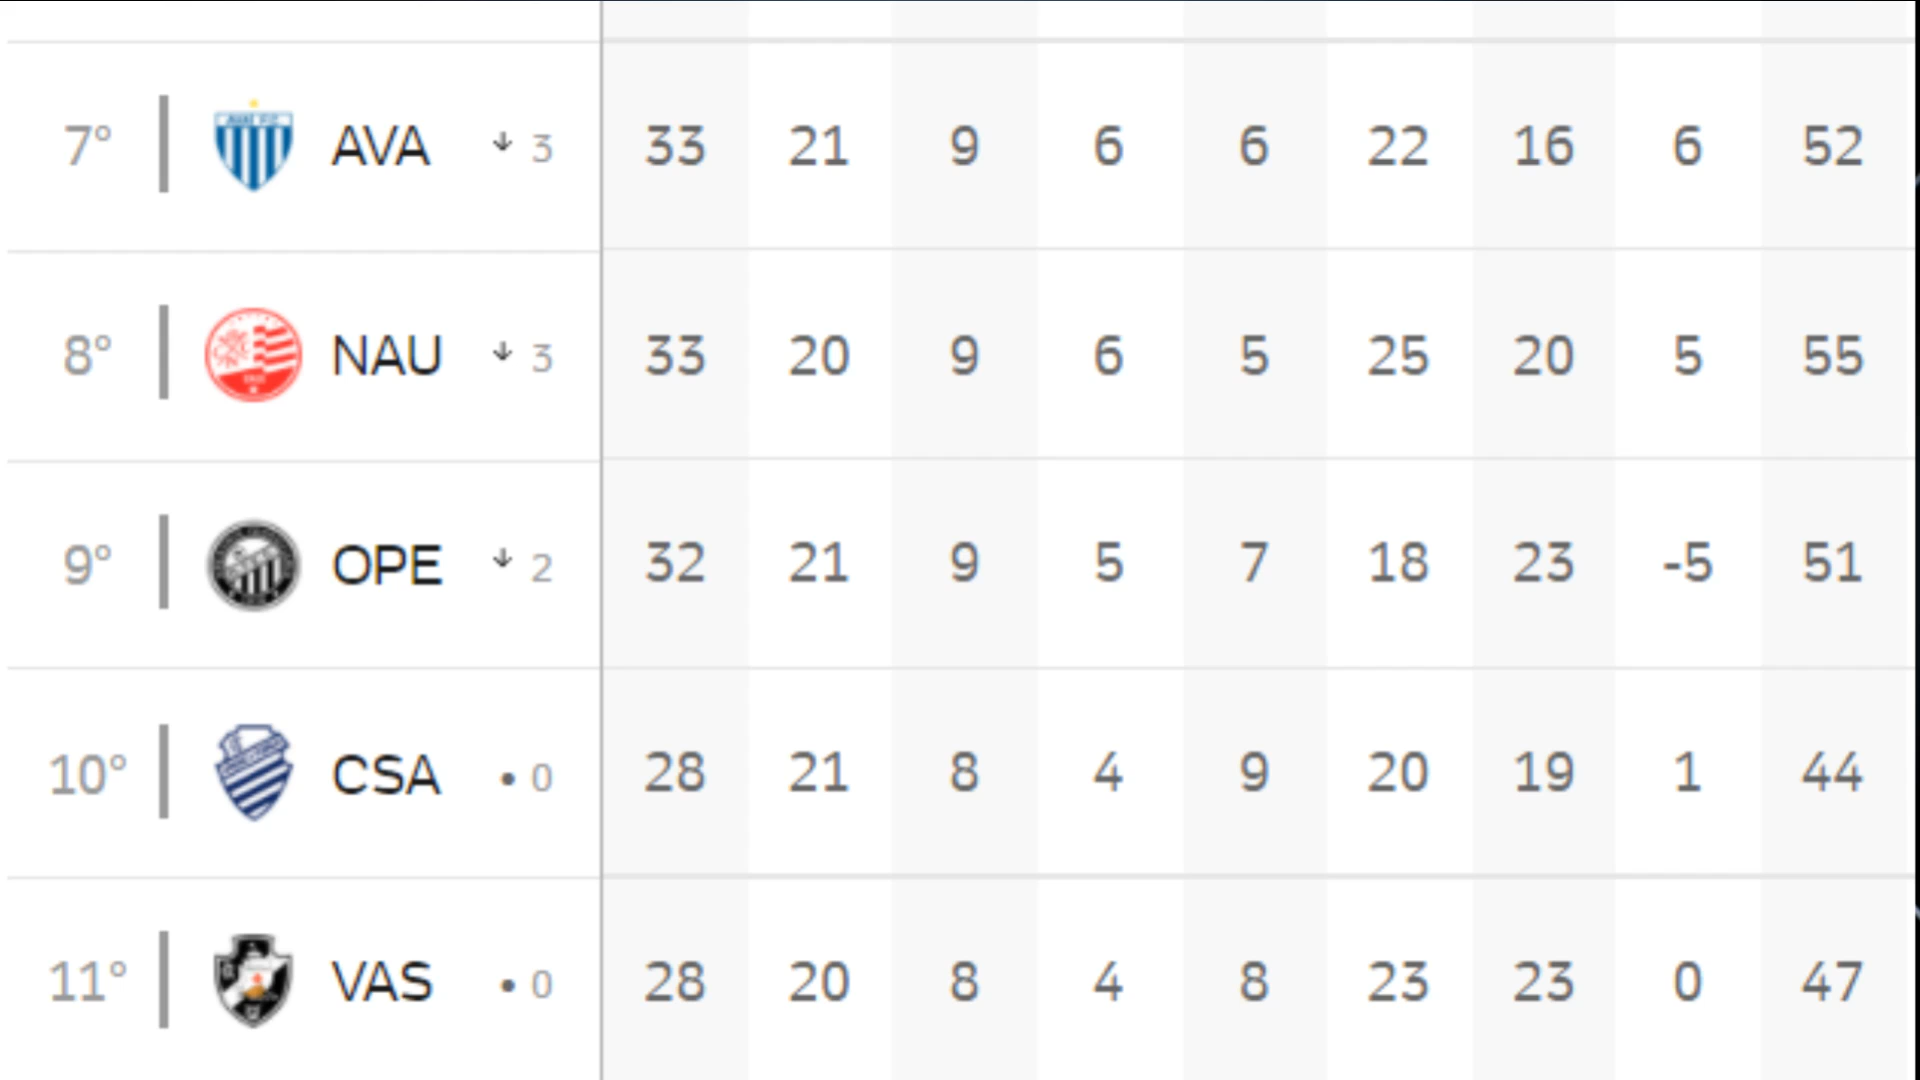 7° AVA 3 33 21 9 6 6 22 16 6 52
8° NAU 3 33 20 9 6 5 25 20 5 55
9° OPE 2 32 21 9 5 7 18 23 -5 51
10° CSA 0 28 21 8 4 9 20 19 1 44
11° VAS 0 28 20 8 4 8 23 23 0 47